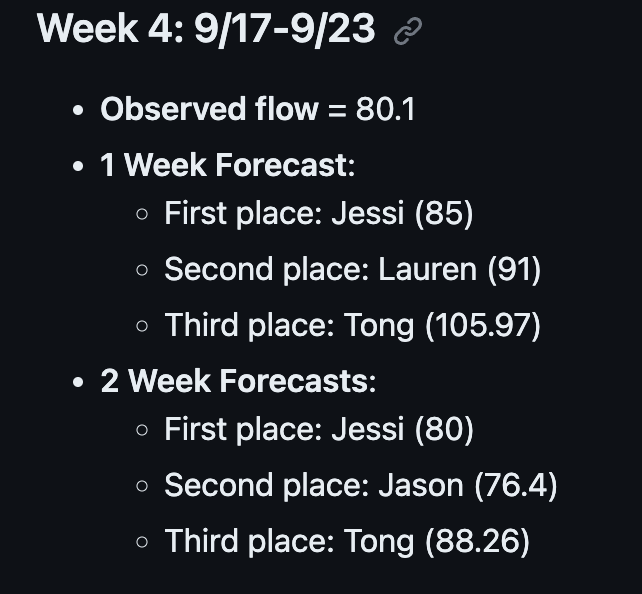 Week 4: 9/17-9/23
• Observed flow = 80.1
• 1 Week Forecast:
○ First place: Jessi (85)
○ Second place: Lauren (91)
○ Third place: Tong (105.97)
• 2 Week Forecasts:
○ First place: Jessi (80)
○ Second place: Jason (76.4)
○ Third place: Tong (88.26)